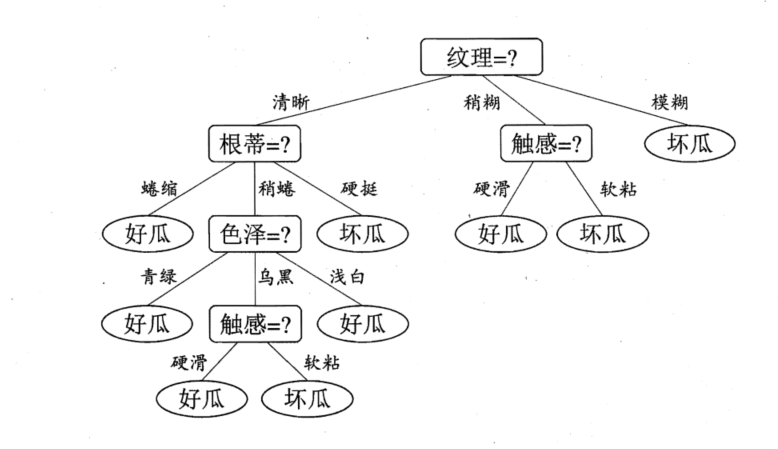 纹理=?
清晰 稍糊 模糊
根蒂=? 触感=? 坏瓜
蜷缩 稍蜷 硬挺 硬滑 软粘
好瓜 色泽=? 坏瓜 好瓜 坏瓜
青绿 乌黑 浅白
好瓜 触感=? 好瓜
硬滑 软粘
好瓜 坏瓜